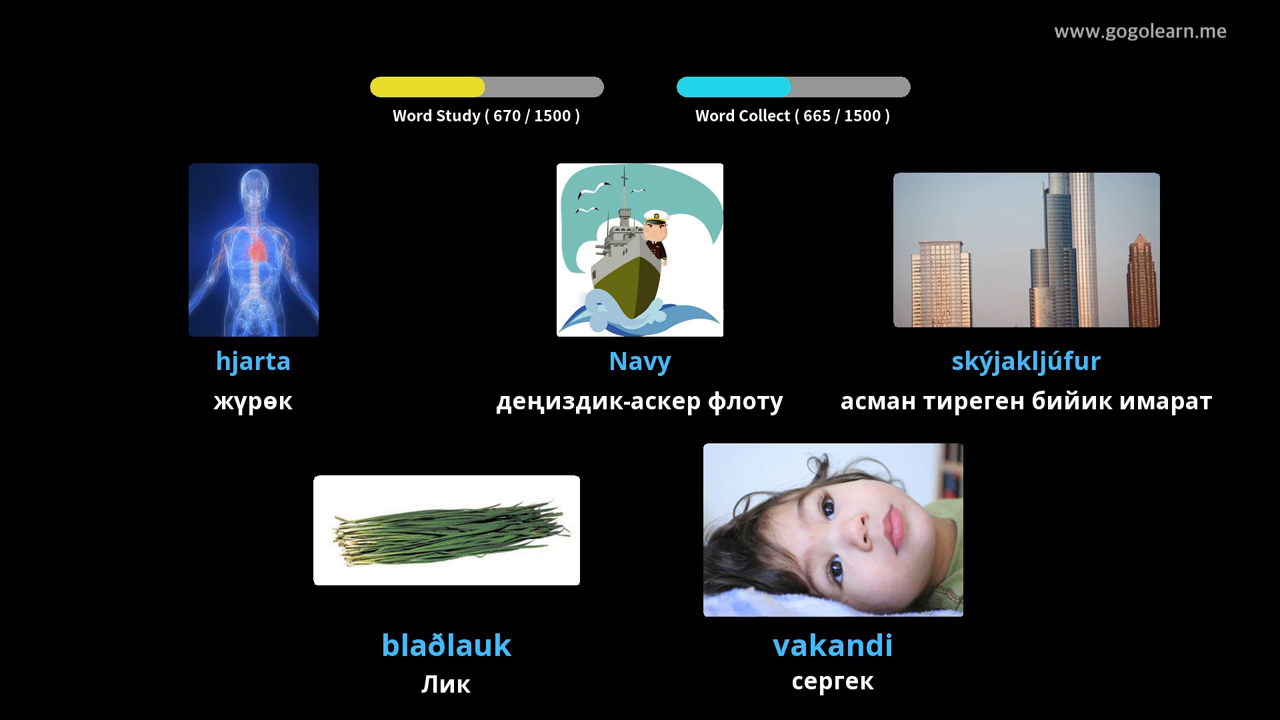 www.gogolearn.me
Word Study ( 670 / 1500 )
Word Collect ( 665 / 1500 )
hjarta
жүрөк
Navy
деңиздик-аскер флоту
skýjakljúfur
асман тиреген бийик имарат
blaðlauk
Лик
vakandi
сергек